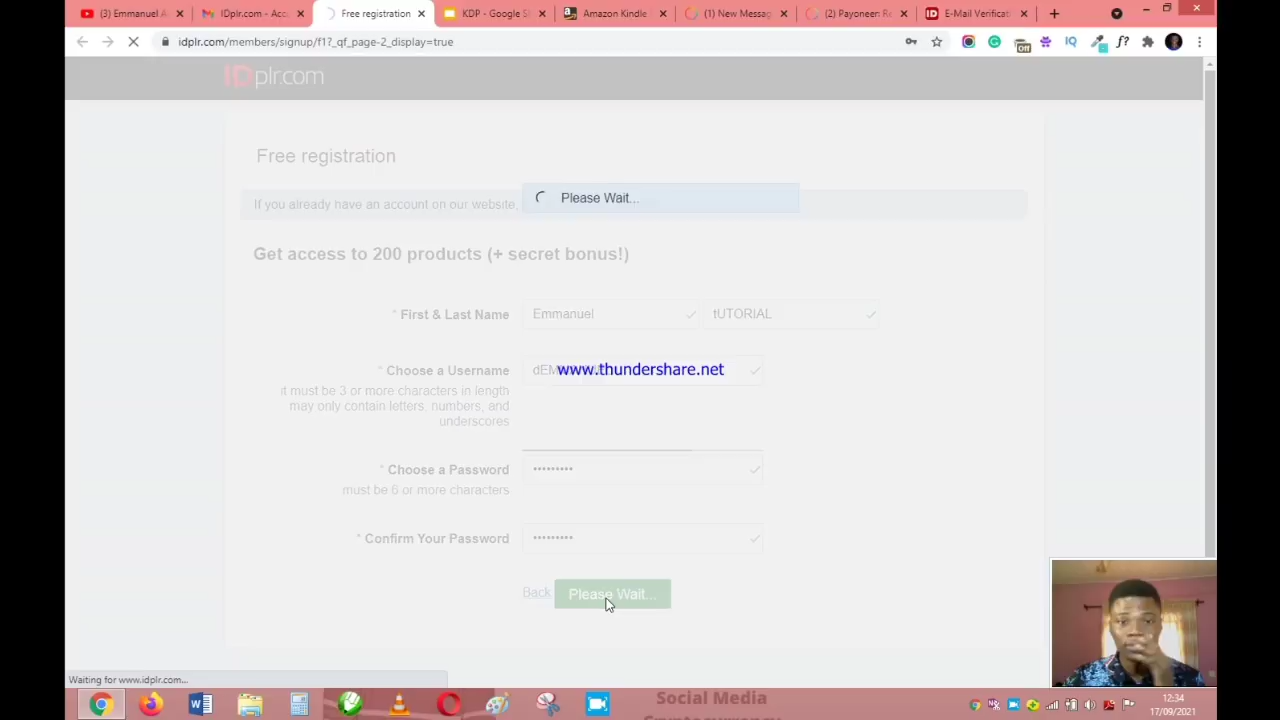 (3) Emmanuel A
IDplr.com - Acc
Free registration
KDP - Google S
Amazon Kindle
(1) New Messag
(2) Payoneer: Re
E-Mail Verificat
idplr.com/members/signup/f1?_qf_page-2_display=true
Off
IDplr.com
Free registration
If you already have an account on our website,
Please Wait...
Get access to 200 products (+ secret bonus!)
* First & Last Name
Emmanuel
tUTORIAL
* Choose a Username
dEM
www.thundershare.net
it must be 3 or more characters in length
may only contain letters, numbers, and
underscores
* Choose a Password
•••••••••
must be 6 or more characters
* Confirm Your Password
•••••••••
Back
Please Wait...
Waiting for www.idplr.com...
Social Media
Cryptocurrency
12:34
17/09/2021